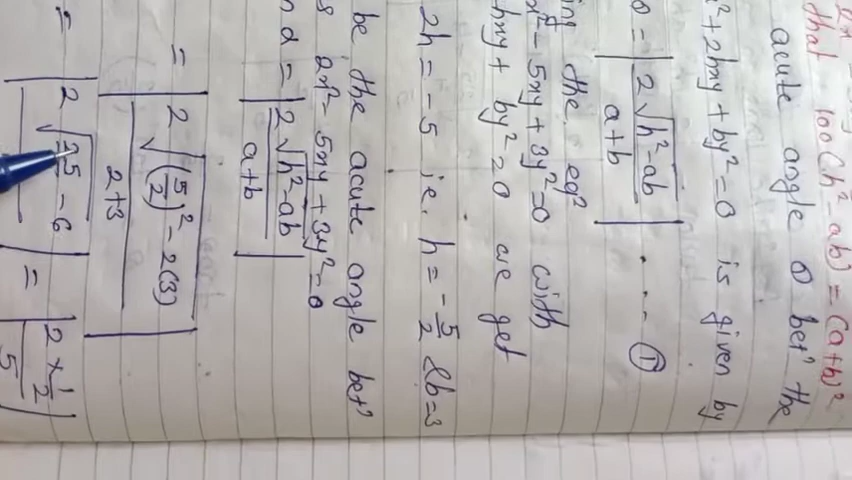 that 100(h²-ab) = (a+b)²
acute angle θ betⁿ the
x²+2hxy+by²=0 is given by
θ = | 2√h²-ab / a+b | .... ①
ing the eqⁿ
x²-5xy+3y²=0 with
hxy + by²=0 we get
2h = -5 i.e. h = -5/2 & b=3
be the acute angle betⁿ
2x²-5xy+3y²=0
α = | 2√h²-ab / a+b |
= | 2√(5/2)²-2(3) / 2+3 |
= | 2√25 -6 | = | 2×1/2 / 5 |